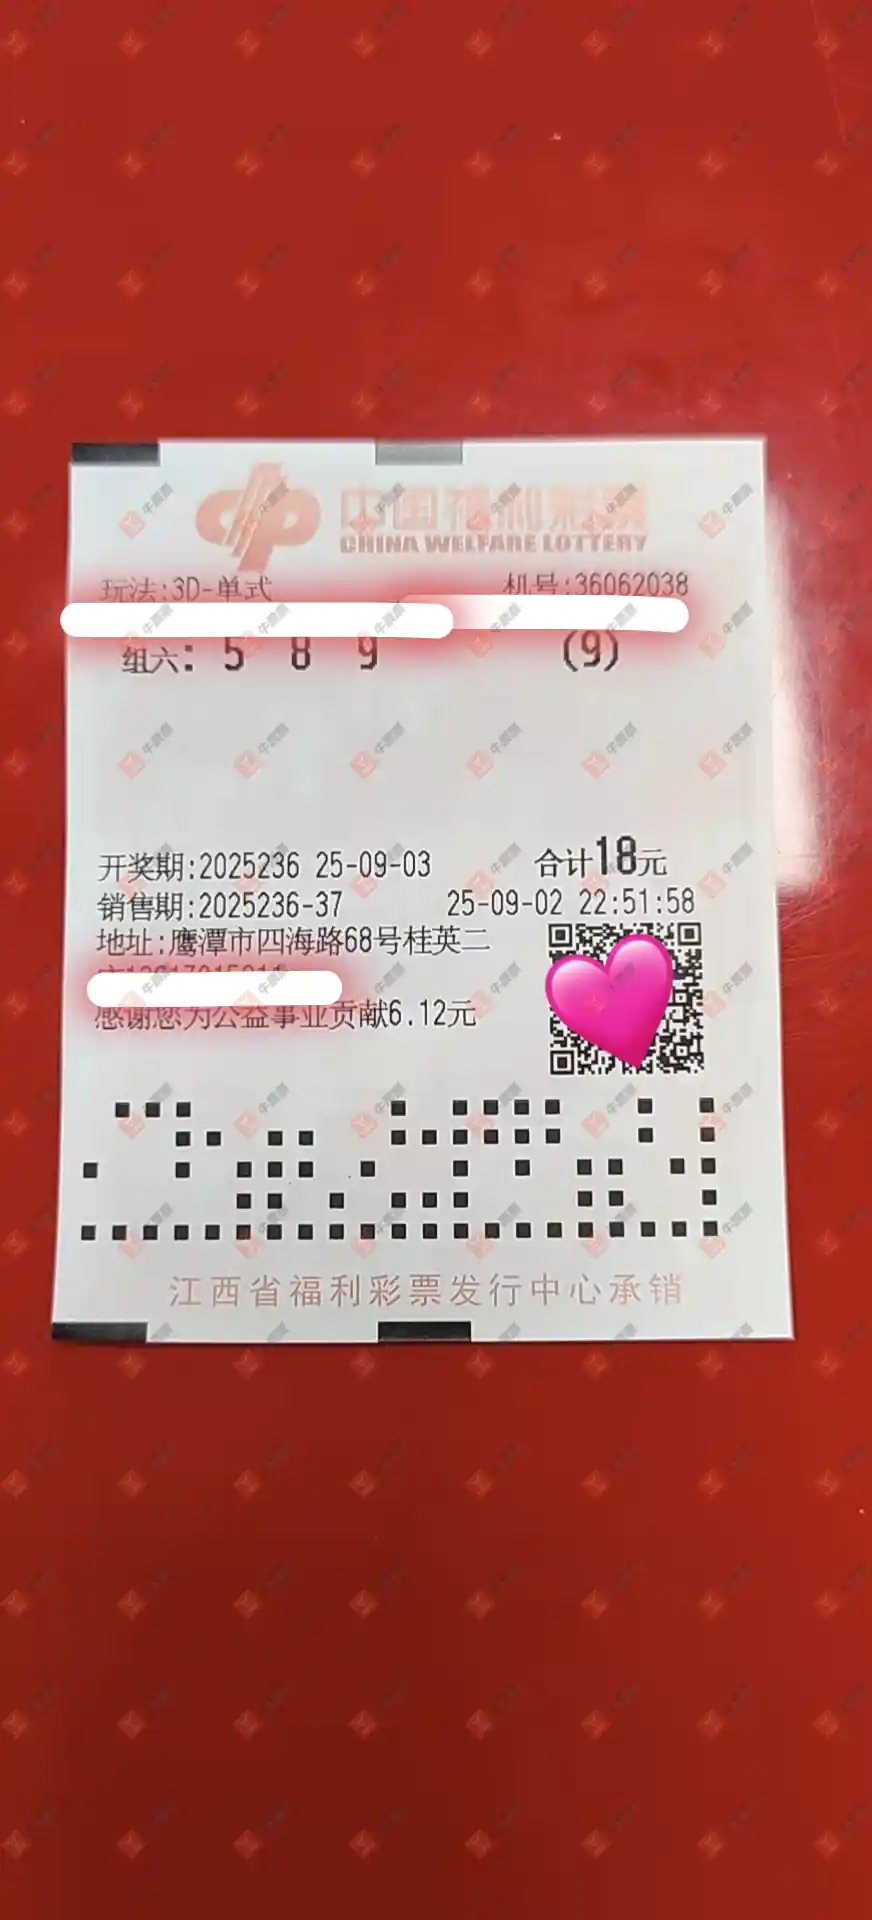 中国福利彩票
CHINA WELFARE LOTTERY
玩法:3D-单式 机号:36062038
组六: 5 8 9 (9)
开奖期:2025236 25-09-03 合计18元
销售期:2025236-37 25-09-02 22:51:58
地址:鹰潭市四海路68号桂英二
感谢您为公益事业贡献6.12元
江西省福利彩票发行中心承销